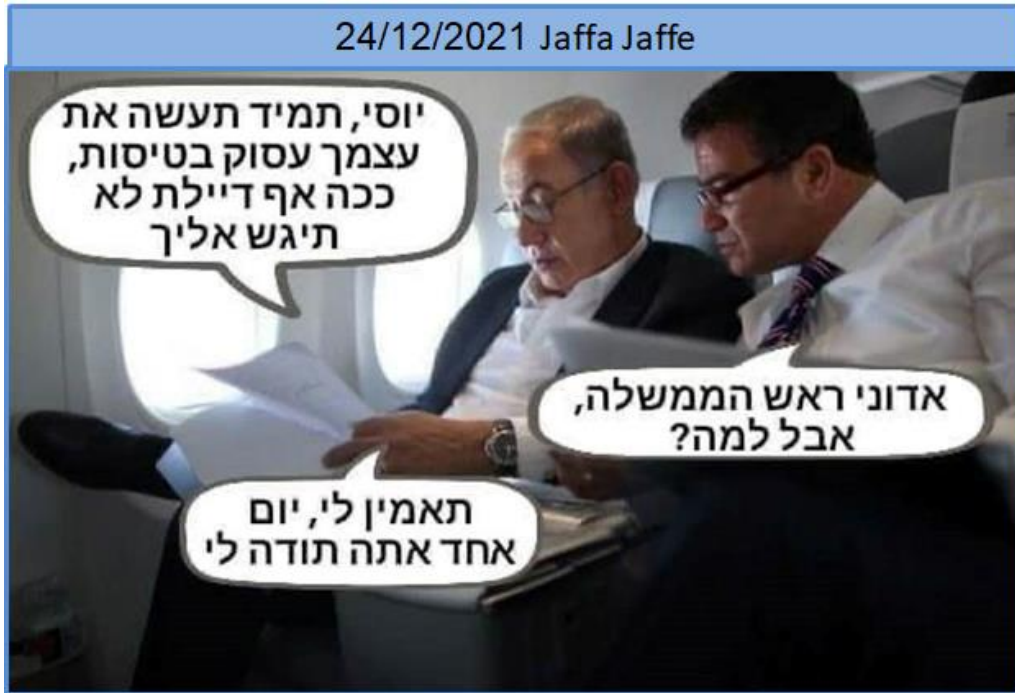 24/12/2021 Jaffa Jaffe
יוסי, תמיד תעשה את
עצמך עסוק בטיסות,
ככה אף דיילת לא
תיגש אליך
אדוני ראש הממשלה,
אבל למה?
תאמין לי, יום
אחד אתה תודה לי